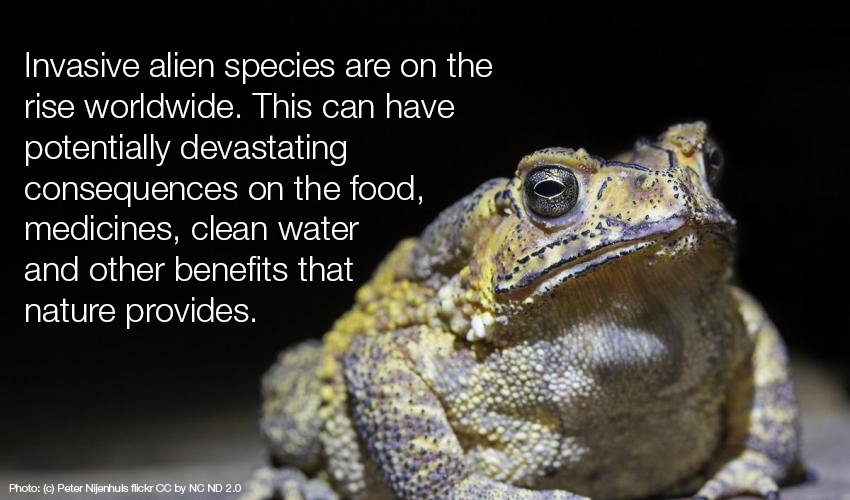 Invasive alien species are on the
rise worldwide. This can have
potentially devastating
consequences on the food,
medicines, clean water
and other benefits that
nature provides.
Photo: (c) Peter Nijenhuis flickr CC by NC ND 2.0